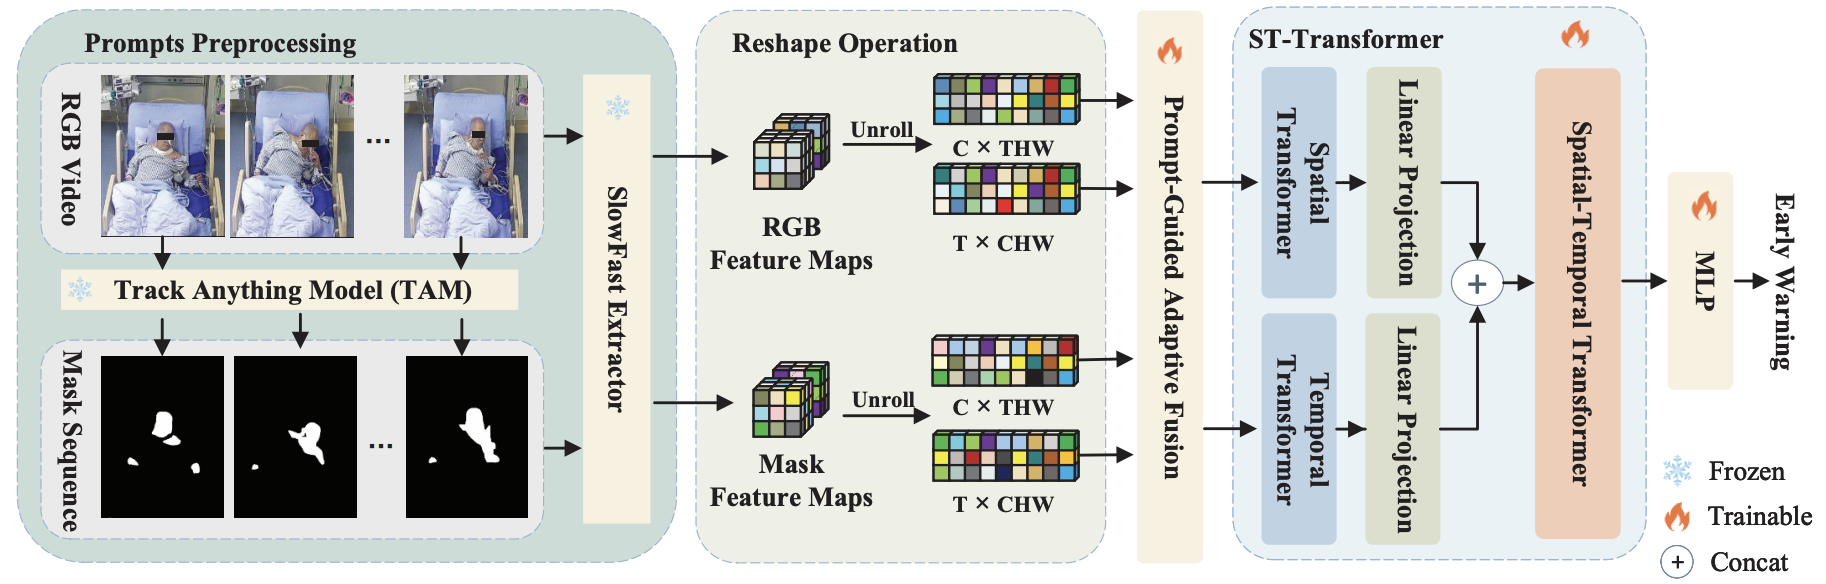 Prompts Preprocessing
RGB Video
...
Track Anything Model (TAM)
Mask Sequence
...
SlowFast Extractor
Reshape Operation
RGB
Feature Maps
Unroll
C × THW
T × CHW
Mask
Feature Maps
Unroll
C × THW
T × CHW
Prompt-Guided Adaptive Fusion
ST-Transformer
Spatial
Transformer
Linear Projection
Temporal
Transformer
Linear Projection
+
Spatial-Temporal Transformer
MLP
Early Warning
Frozen
Trainable
+ Concat